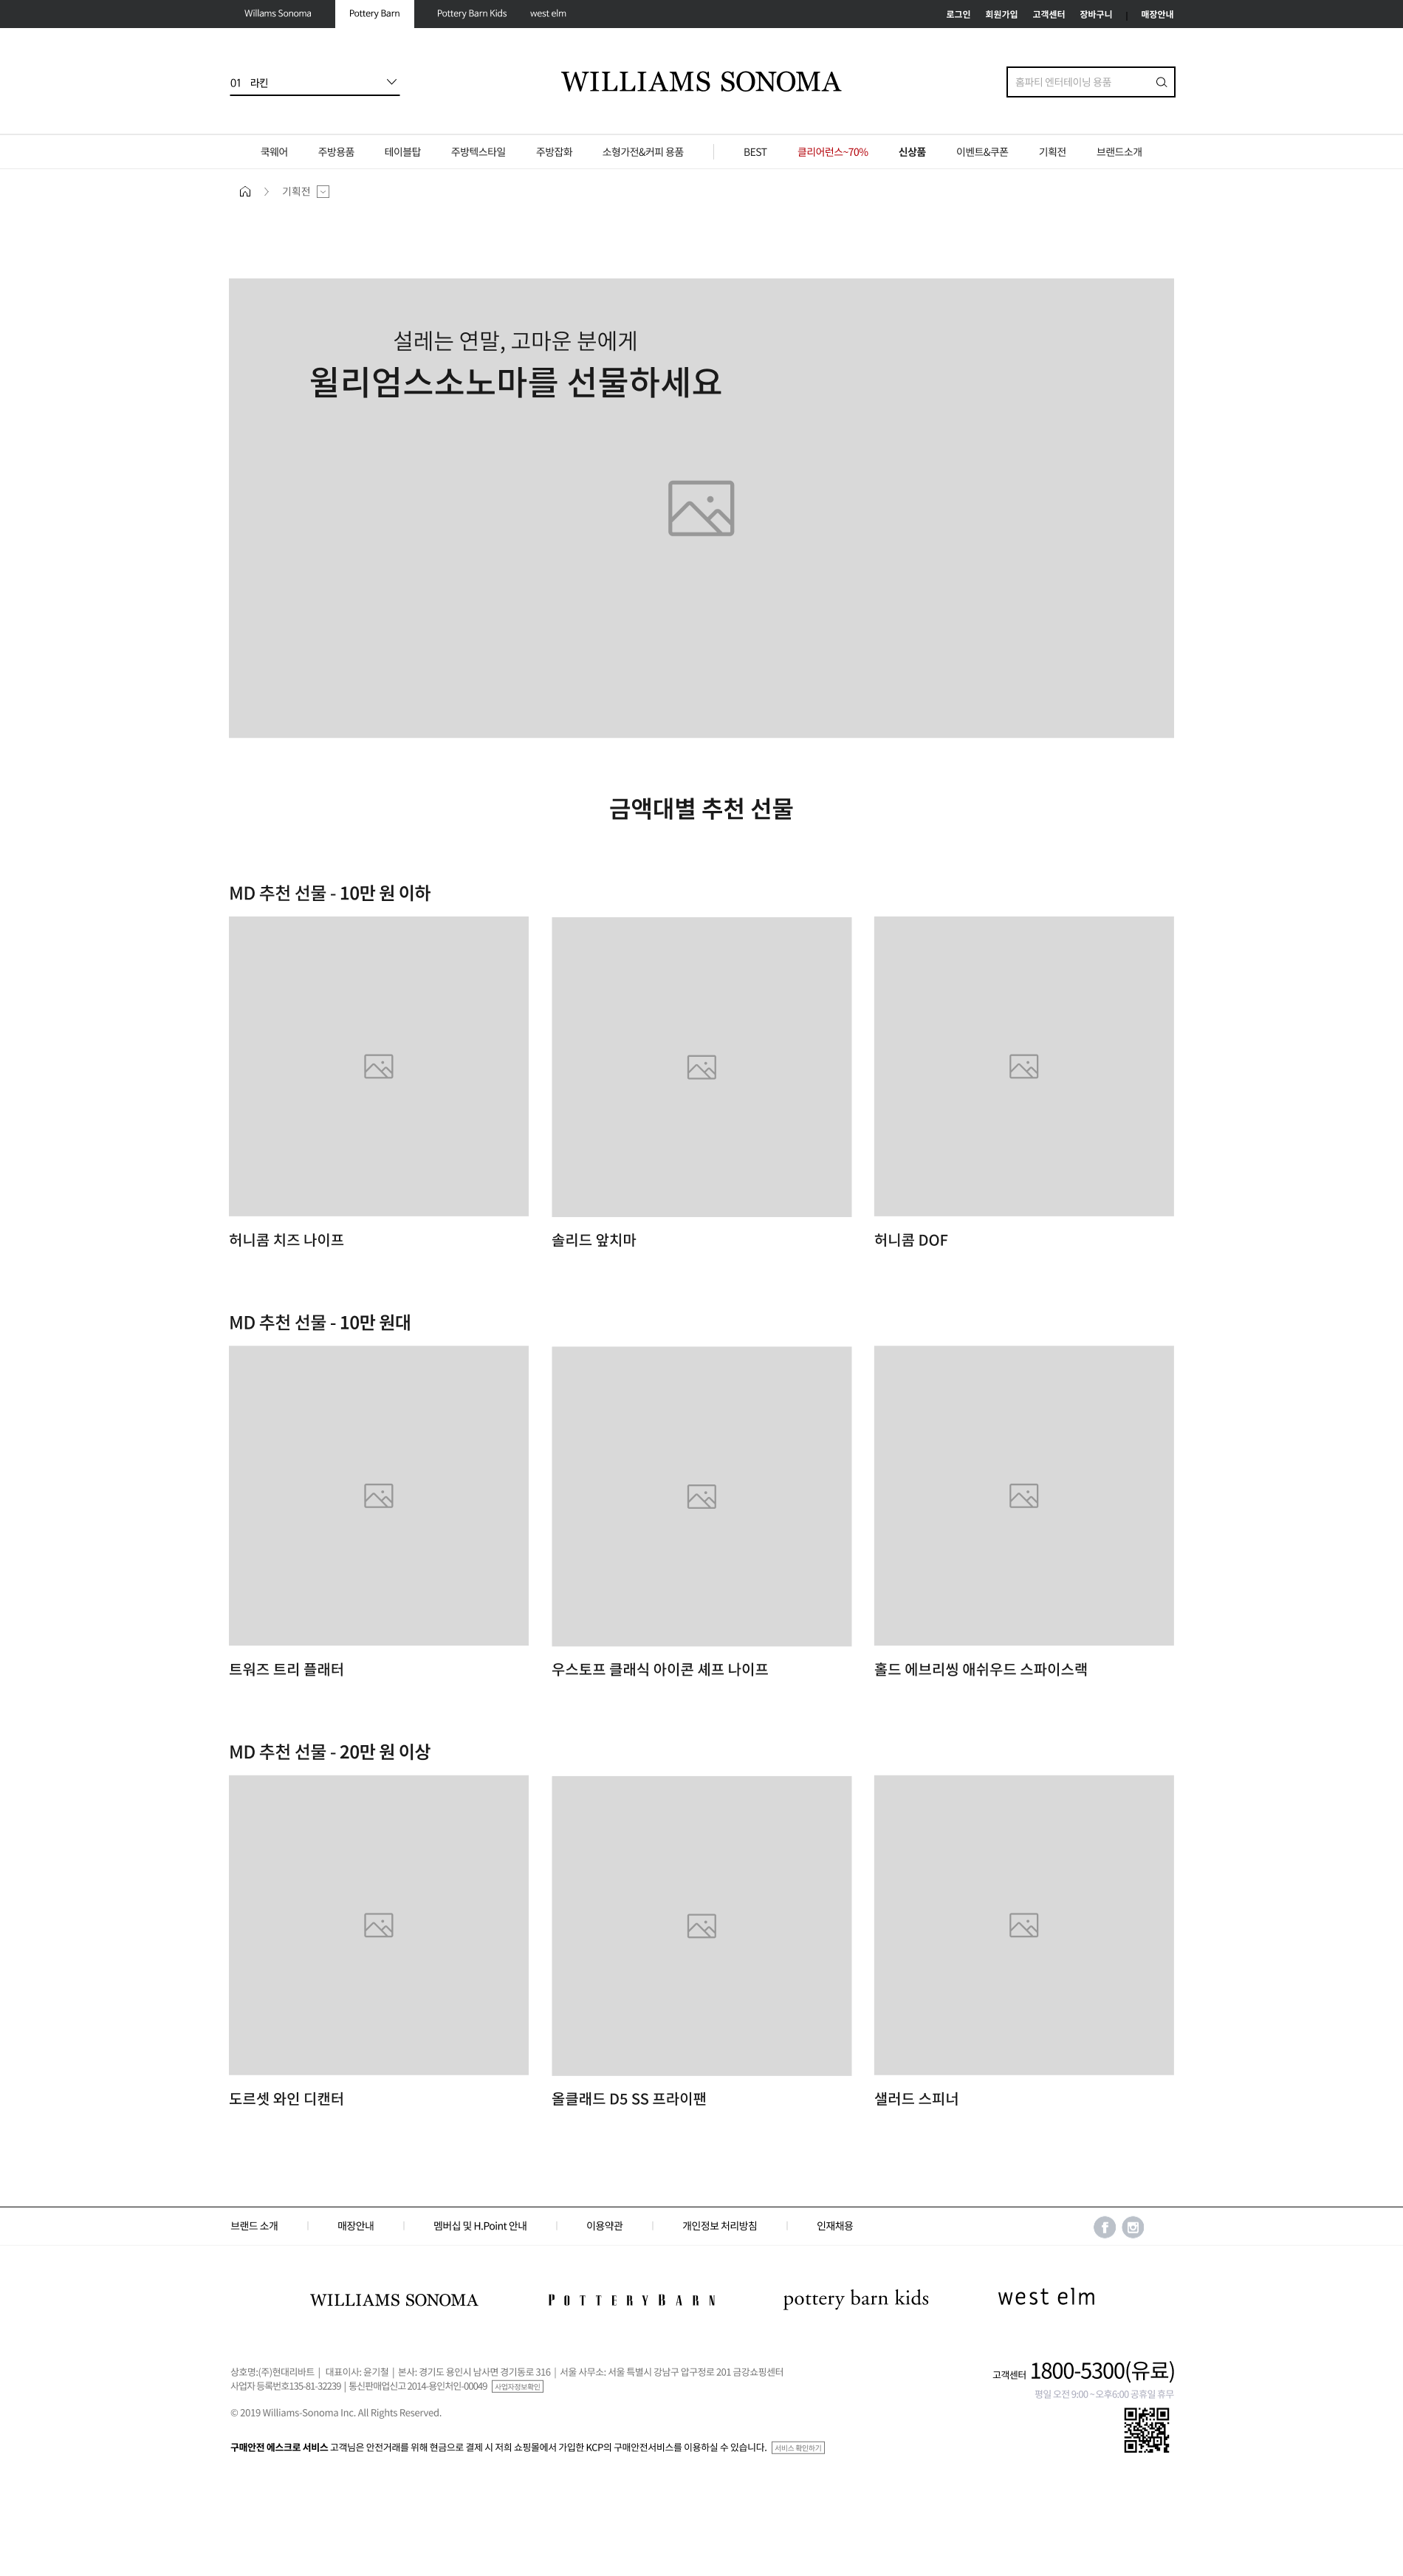 Willams Sonoma
Pottery Barn
Pottery Barn Kids
west elm
로그인
회원가입
고객센터
장바구니
매장안내
01 라킨
WILLIAMS SONOMA
홈파티 엔터테이닝 용품
쿡웨어
주방용품
테이블탑
주방텍스타일
주방잡화
소형가전&커피 용품
BEST
클리어런스~70%
신상품
이벤트&쿠폰
기획전
브랜드소개
기획전
설레는 연말, 고마운 분에게
윌리엄스소노마를 선물하세요
금액대별 추천 선물
MD 추천 선물 - 10만 원 이하
허니콤 치즈 나이프
솔리드 앞치마
허니콤 DOF
MD 추천 선물 - 10만 원대
트워즈 트리 플래터
우스토프 클래식 아이콘 셰프 나이프
홀드 에브리씽 애쉬우드 스파이스랙
MD 추천 선물 - 20만 원 이상
도르셋 와인 디캔터
올클래드 D5 SS 프라이팬
샐러드 스피너
브랜드 소개
매장안내
멤버십 및 H.Point 안내
이용약관
개인정보 처리방침
인재채용
WILLIAMS SONOMA
POTTERY BARN
pottery barn kids
west elm
상호명:(주)현대리바트 | 대표이사: 윤기철 | 본사: 경기도 용인시 남사면 경기동로 316 | 서울 사무소: 서울 특별시 강남구 압구정로 201 금강쇼핑센터
사업자 등록번호135-81-32239 | 통신판매업신고 2014-용인처인-00049 사업자정보확인
© 2019 Williams-Sonoma Inc. All Rights Reserved.
구매안전 에스크로 서비스 고객님은 안전거래를 위해 현금으로 결제 시 저희 쇼핑몰에서 가입한 KCP의 구매안전서비스를 이용하실 수 있습니다. 서비스 확인하기
고객센터 1800-5300(유료)
평일 오전 9:00 ~ 오후6:00 공휴일 휴무